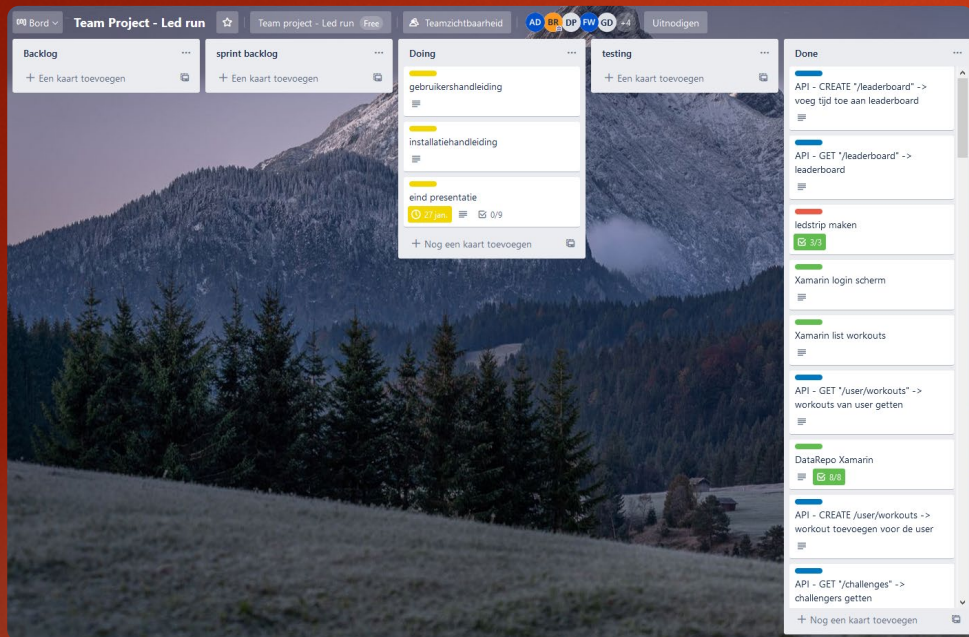 Bord
Team Project - Led run
Team project - Led run Free
Teamzichtbaarheid
AD BR DP FW GD +4
Uitnodigen
Backlog
+ Een kaart toevoegen
sprint backlog
+ Een kaart toevoegen
Doing
gebruikershandleiding
installatiehandleiding
eind presentatie
27 jan. 0/9
+ Nog een kaart toevoegen
testing
+ Een kaart toevoegen
Done
API - CREATE "/leaderboard" ->
voeg tijd toe aan leaderboard
API - GET "/leaderboard" ->
leaderboard
ledstrip maken
3/3
Xamarin login scherm
Xamarin list workouts
API - GET "/user/workouts" ->
workouts van user getten
DataRepo Xamarin
8/8
API - CREATE /user/workouts ->
workout toevoegen voor de user
API - GET "/challenges" ->
challengers getten
+ Nog een kaart toevoegen